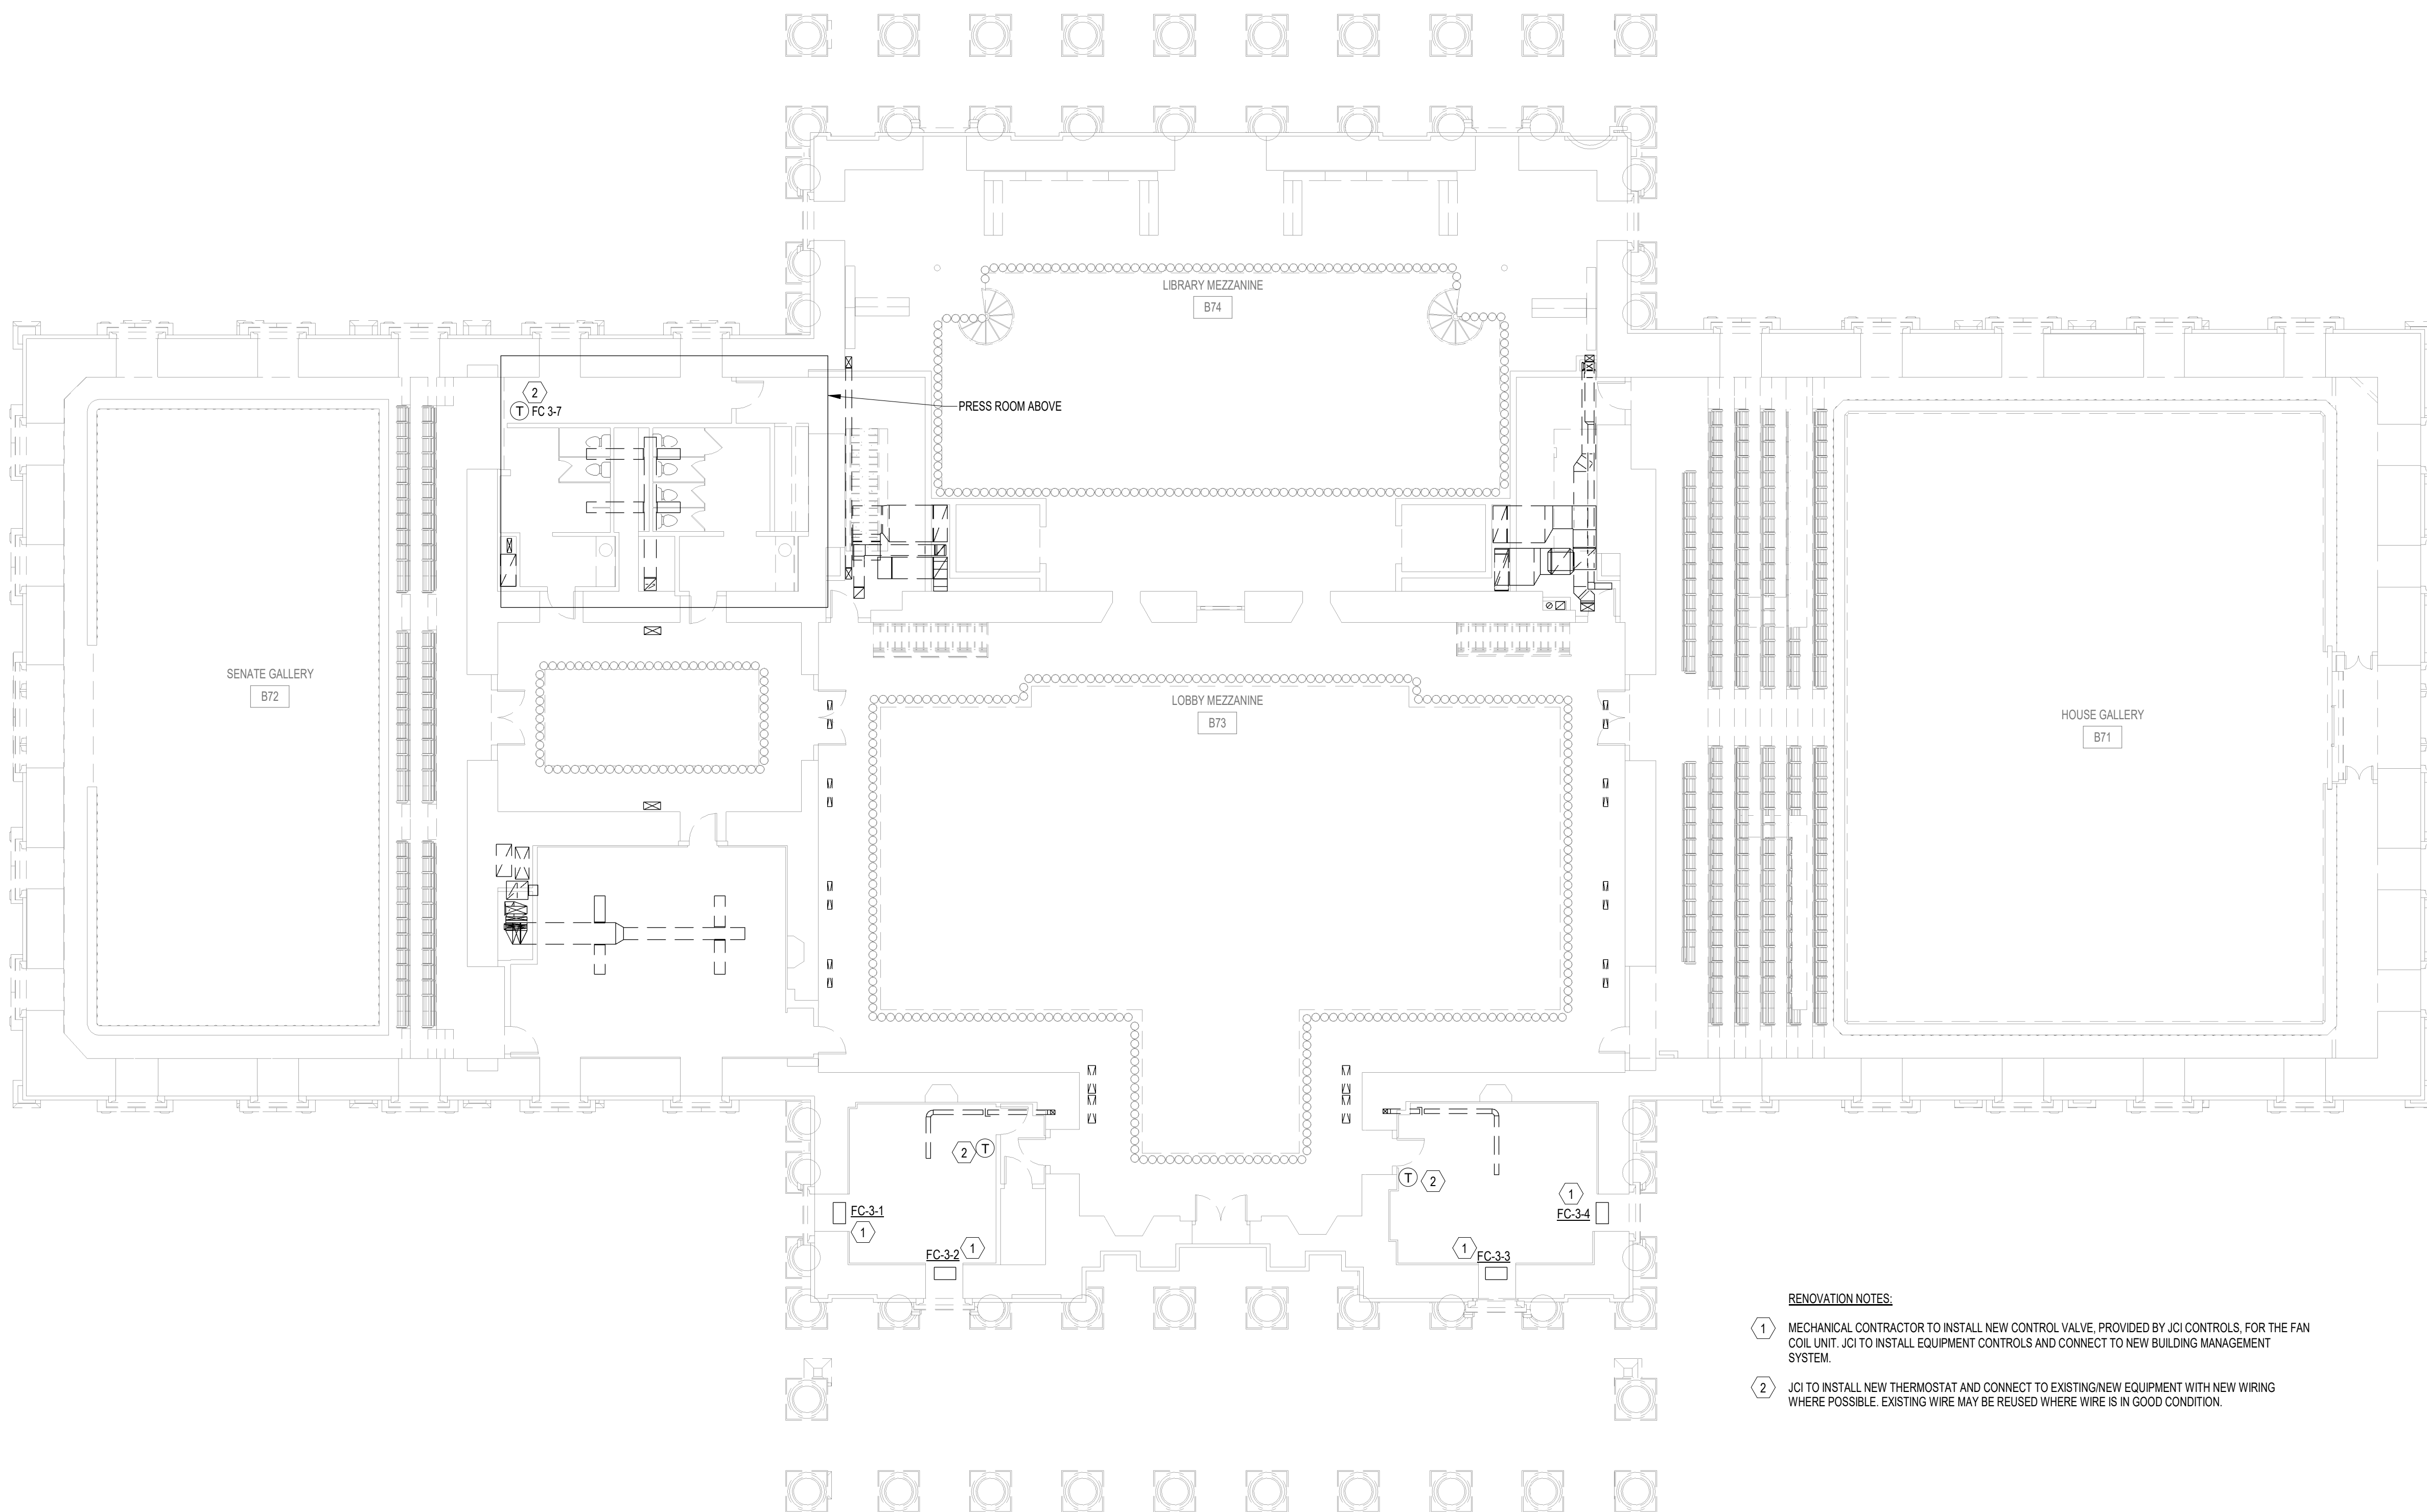 LIBRARY MEZZANINE
B74
2
T FC 3-7
PRESS ROOM ABOVE
SENATE GALLERY
B72
LOBBY MEZZANINE
B73
HOUSE GALLERY
B71
2 T
T 2
FC-3-1
1
FC-3-2 1
1
FC-3-4
1 FC-3-3
RENOVATION NOTES:
1 MECHANICAL CONTRACTOR TO INSTALL NEW CONTROL VALVE, PROVIDED BY JCI CONTROLS, FOR THE FAN
COIL UNIT. JCI TO INSTALL EQUIPMENT CONTROLS AND CONNECT TO NEW BUILDING MANAGEMENT
SYSTEM.
2 JCI TO INSTALL NEW THERMOSTAT AND CONNECT TO EXISTING/NEW EQUIPMENT WITH NEW WIRING
WHERE POSSIBLE. EXISTING WIRE MAY BE REUSED WHERE WIRE IS IN GOOD CONDITION.